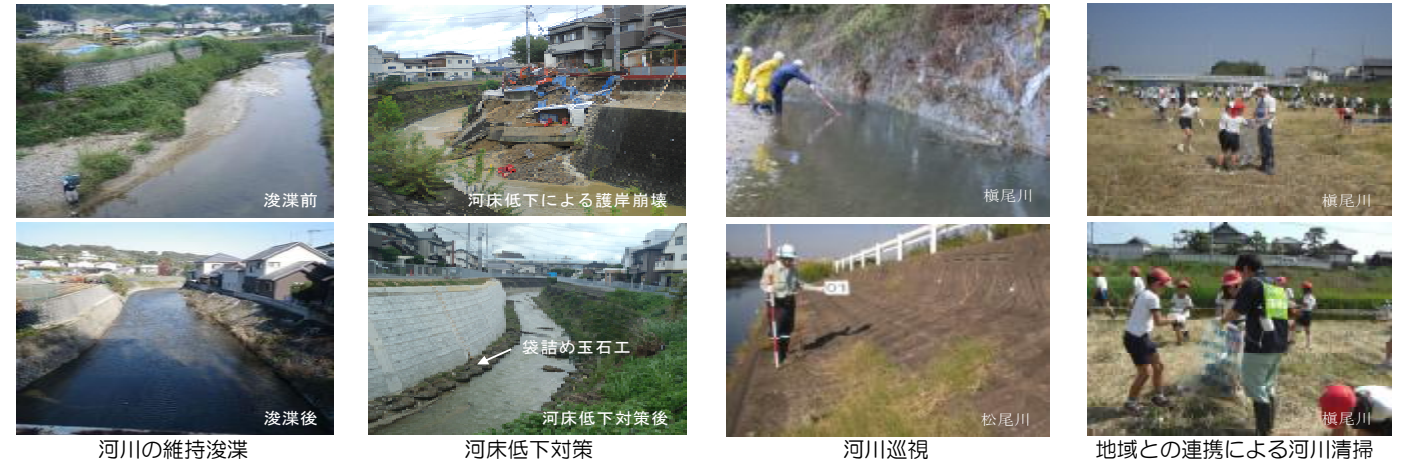 浚渫前
河床低下による護岸崩壊
槇尾川
槇尾川
浚渫後
袋詰め玉石工
河床低下対策後
01
松尾川
槇尾川
河川の維持浚渫
河床低下対策
河川巡視
地域との連携による河川清掃